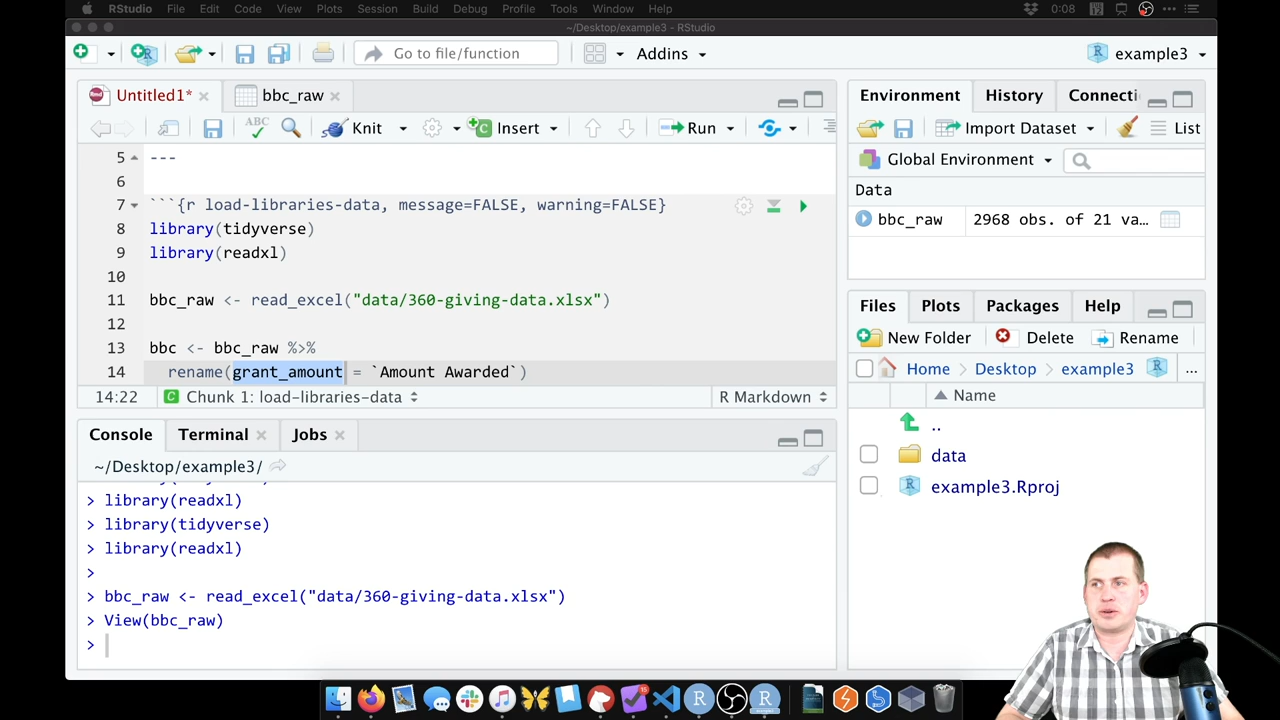 RStudio File Edit Code View Plots Session Build Debug Profile Tools Window Help 0:08
~/Desktop/example3 - RStudio
Go to file/function Addins example3
Untitled1* bbc_raw
ABC Knit Insert Run
5 ---
6
7 ```{r load-libraries-data, message=FALSE, warning=FALSE}
8 library(tidyverse)
9 library(readxl)
10
11 bbc_raw <- read_excel("data/360-giving-data.xlsx")
12
13 bbc <- bbc_raw %>%
14 rename(grant_amount = `Amount Awarded`)
14:22 Chunk 1: load-libraries-data R Markdown
Console Terminal Jobs
~/Desktop/example3/
> library(readxl)
> library(tidyverse)
> library(readxl)
>
> bbc_raw <- read_excel("data/360-giving-data.xlsx")
> View(bbc_raw)
>
Environment History Connecti
Import Dataset List
Global Environment
Data
bbc_raw 2968 obs. of 21 va…
Files Plots Packages Help
New Folder Delete Rename
Home Desktop example3 ...
Name
..
data
example3.Rproj